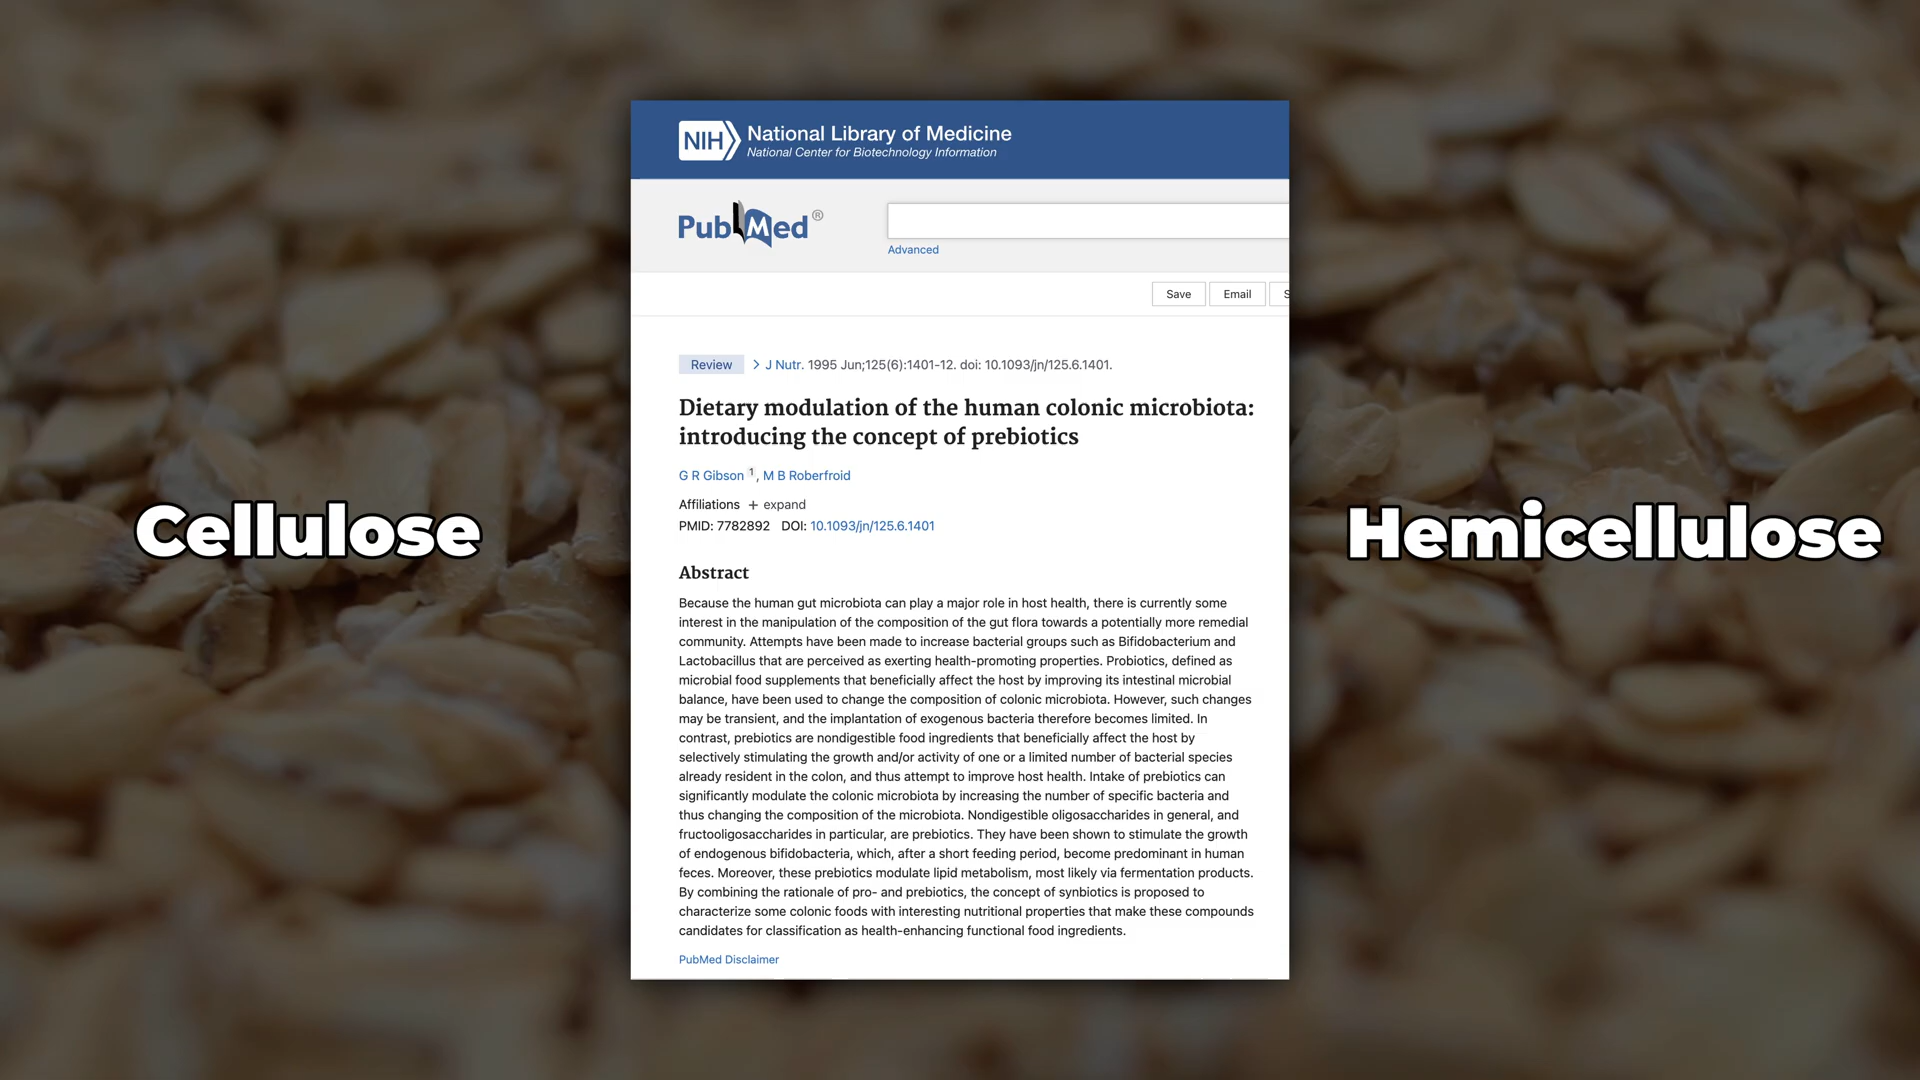 NIH National Library of Medicine
National Center for Biotechnology Information
PubMed®
Advanced
Save Email S
Review > J Nutr. 1995 Jun;125(6):1401-12. doi: 10.1093/jn/125.6.1401.
Dietary modulation of the human colonic microbiota:
introducing the concept of prebiotics
G R Gibson 1, M B Roberfroid
Affiliations + expand
PMID: 7782892 DOI: 10.1093/jn/125.6.1401
Cellulose
Hemicellulose
Abstract
Because the human gut microbiota can play a major role in host health, there is currently some
interest in the manipulation of the composition of the gut flora towards a potentially more remedial
community. Attempts have been made to increase bacterial groups such as Bifidobacterium and
Lactobacillus that are perceived as exerting health-promoting properties. Probiotics, defined as
microbial food supplements that beneficially affect the host by improving its intestinal microbial
balance, have been used to change the composition of colonic microbiota. However, such changes
may be transient, and the implantation of exogenous bacteria therefore becomes limited. In
contrast, prebiotics are nondigestible food ingredients that beneficially affect the host by
selectively stimulating the growth and/or activity of one or a limited number of bacterial species
already resident in the colon, and thus attempt to improve host health. Intake of prebiotics can
significantly modulate the colonic microbiota by increasing the number of specific bacteria and
thus changing the composition of the microbiota. Nondigestible oligosaccharides in general, and
fructooligosaccharides in particular, are prebiotics. They have been shown to stimulate the growth
of endogenous bifidobacteria, which, after a short feeding period, become predominant in human
feces. Moreover, these prebiotics modulate lipid metabolism, most likely via fermentation products.
By combining the rationale of pro- and prebiotics, the concept of synbiotics is proposed to
characterize some colonic foods with interesting nutritional properties that make these compounds
candidates for classification as health-enhancing functional food ingredients.
PubMed Disclaimer